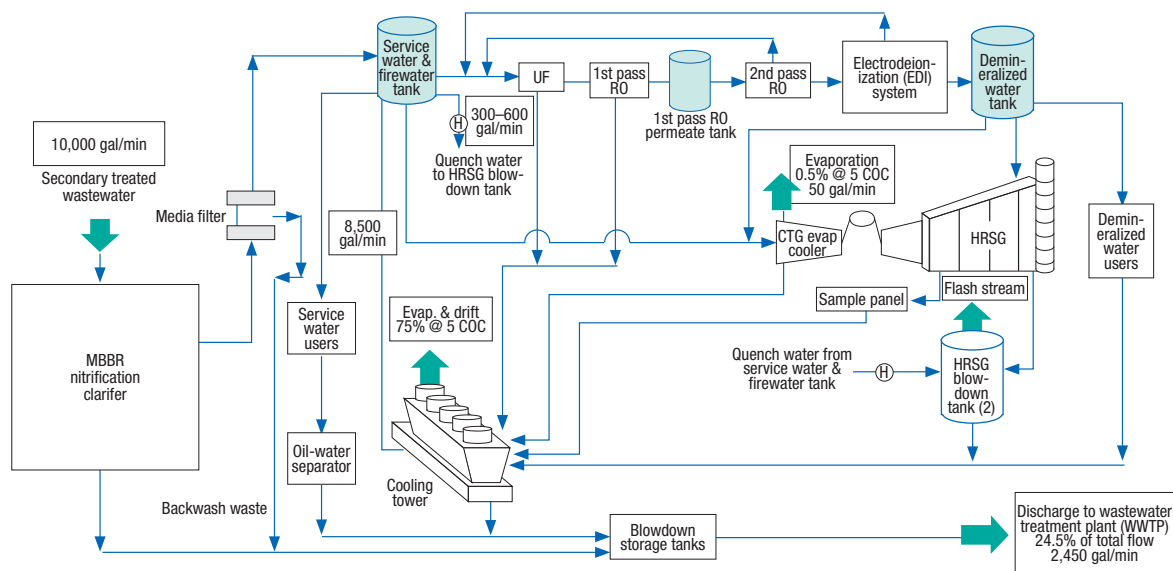 Service
water &
firewater
tank
UF
1st pass
RO
1st pass RO
permeate tank
2nd pass
RO
Electrodeion-
ization (EDI)
system
Demin-
eralized
water
tank
10,000 gal/min
Secondary treated
wastewater
Media filter
H
300–600
gal/min
Quench water
to HRSG blow-
down tank
8,500
gal/min
Evaporation
0.5% @ 5 COC
50 gal/min
CTG evap
cooler
HRSG
Demin-
eralized
water
users
Flash stream
Sample panel
MBBR
nitrification
clarifer
Service
water
users
Evap. & drift
75% @ 5 COC
Quench water from
service water &
firewater tank
H
HRSG
blow-
down
tank (2)
Oil-water
separator
Cooling
tower
Backwash waste
Blowdown
storage tanks
Discharge to wastewater
treatment plant (WWTP)
24.5% of total flow
2,450 gal/min